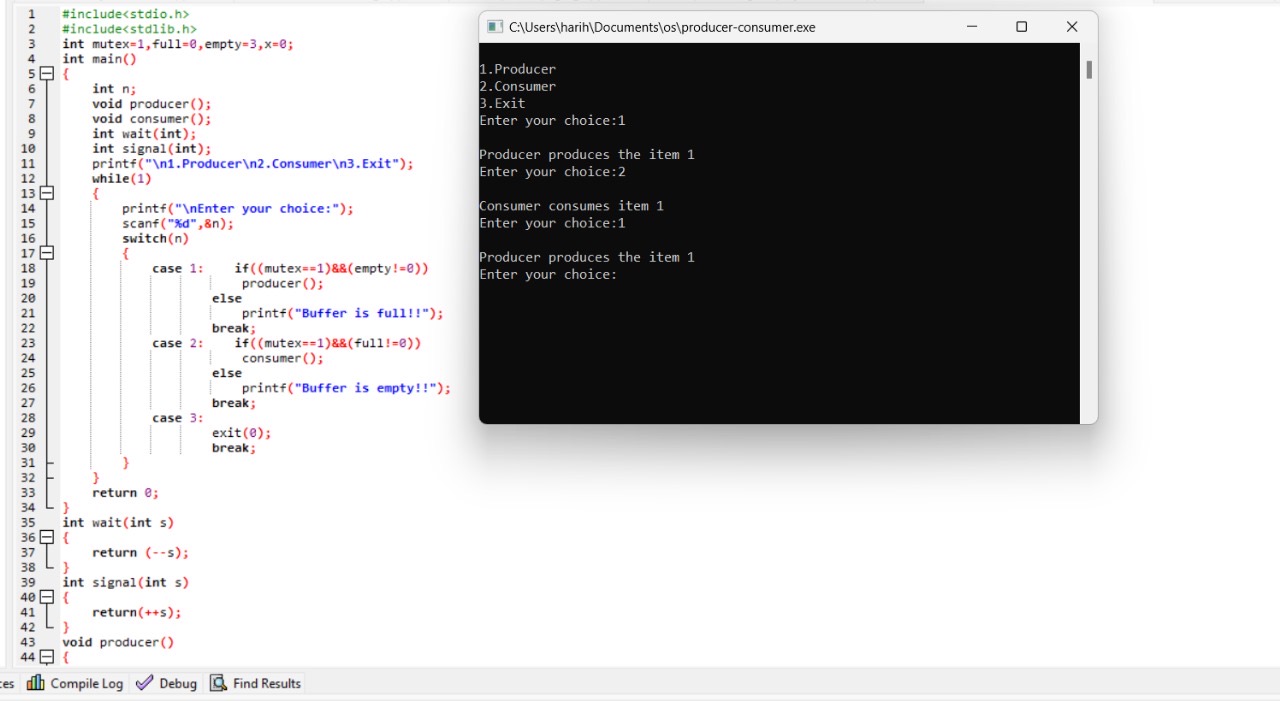 1 #include<stdio.h>
2 #include<stdlib.h>
3 int mutex=1,full=0,empty=3,x=0;
4 int main()
5 {
6 int n;
7 void producer();
8 void consumer();
9 int wait(int);
10 int signal(int);
11 printf("\n1.Producer\n2.Consumer\n3.Exit");
12 while(1)
13 {
14 printf("\nEnter your choice:");
15 scanf("%d",&n);
16 switch(n)
17 {
18 case 1: if((mutex==1)&&(empty!=0))
19 producer();
20 else
21 printf("Buffer is full!!");
22 break;
23 case 2: if((mutex==1)&&(full!=0))
24 consumer();
25 else
26 printf("Buffer is empty!!");
27 break;
28 case 3:
29 exit(0);
30 break;
31 }
32 }
33 return 0;
34 }
35 int wait(int s)
36 {
37 return (--s);
38 }
39 int signal(int s)
40 {
41 return(++s);
42 }
43 void producer()
44 {
C:\Users\harih\Documents\os\producer-consumer.exe
1.Producer
2.Consumer
3.Exit
Enter your choice:1
Producer produces the item 1
Enter your choice:2
Consumer consumes item 1
Enter your choice:1
Producer produces the item 1
Enter your choice:
ces Compile Log Debug Find Results